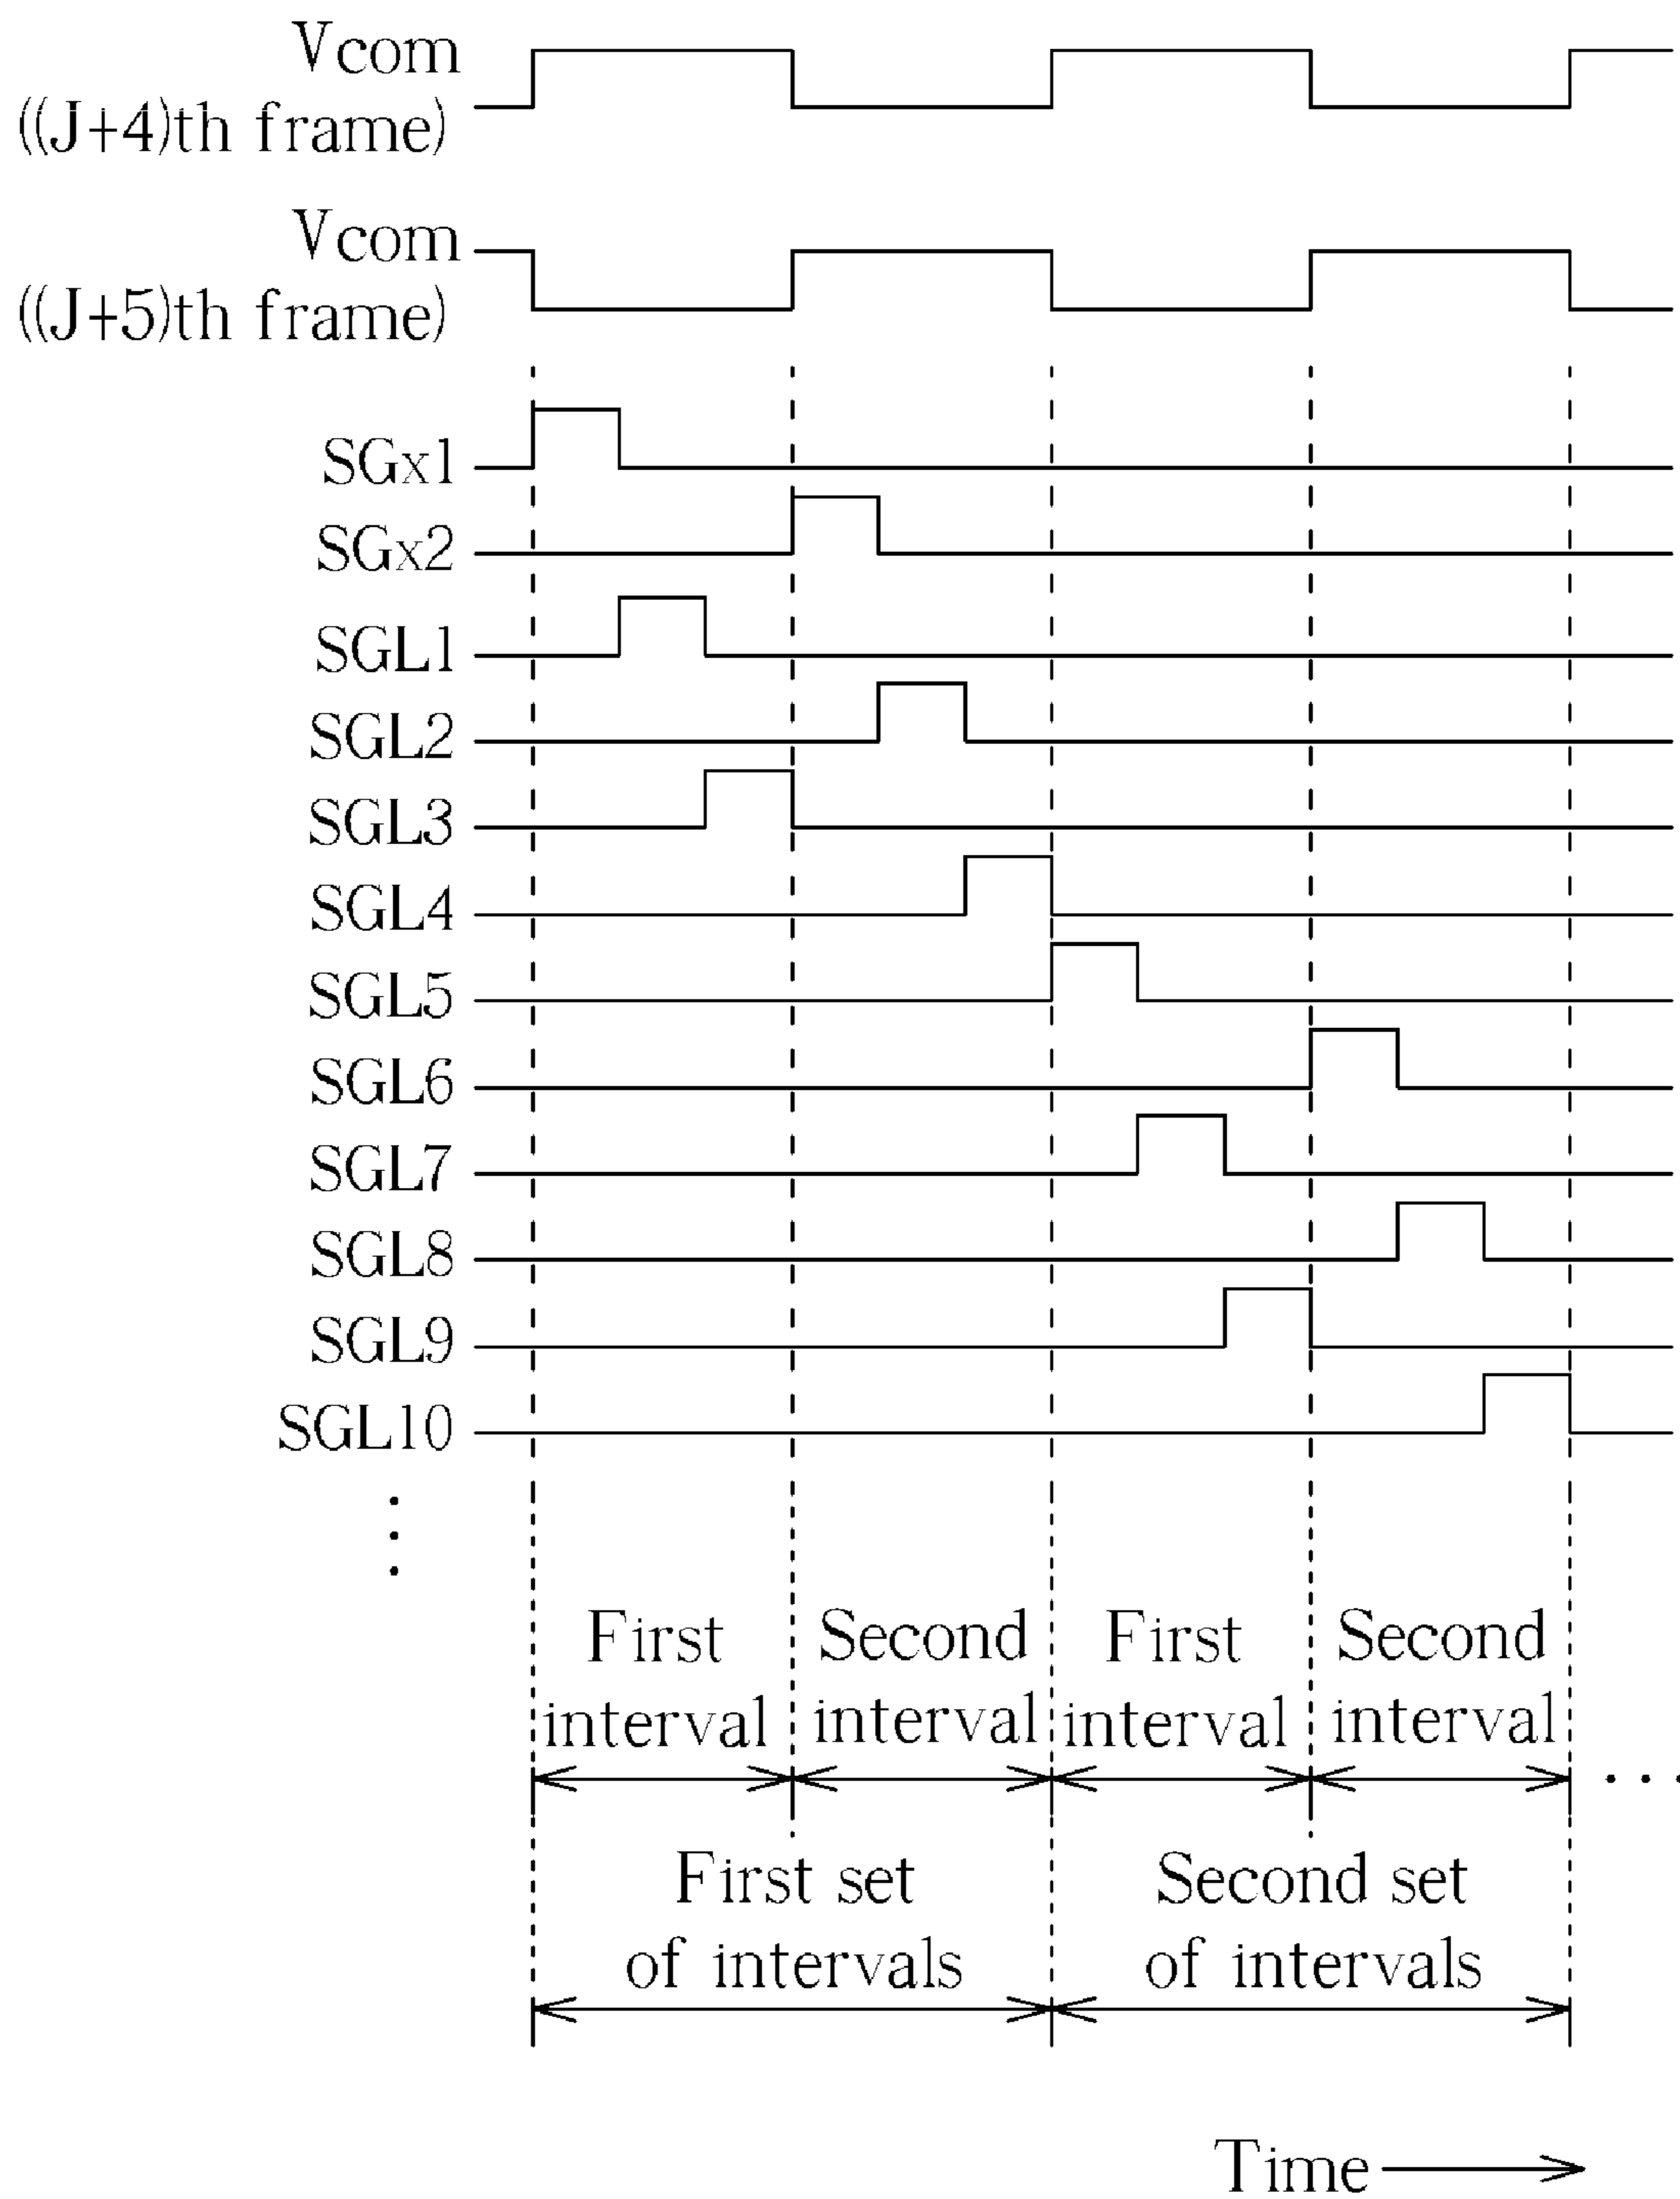 Vcom
((J+4)th frame)
Vcom
((J+5)th frame)
SGx1
SGx2
SGL1
SGL2
SGL3
SGL4
SGL5
SGL6
SGL7
SGL8
SGL9
SGL10
First interval
Second interval
First interval
Second interval
First set of intervals
Second set of intervals
Time